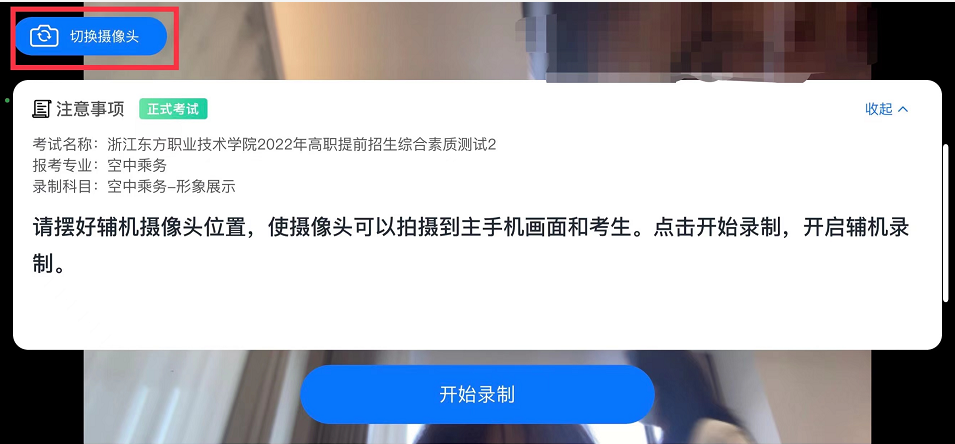 切换摄像头
注意事项 正式考试 收起
考试名称：浙江东方职业技术学院2022年高职提前招生综合素质测试2
报考专业：空中乘务
录制科目：空中乘务-形象展示
请摆好辅机摄像头位置，使摄像头可以拍摄到主手机画面和考生。点击开始录制，开启辅机录
制。
开始录制